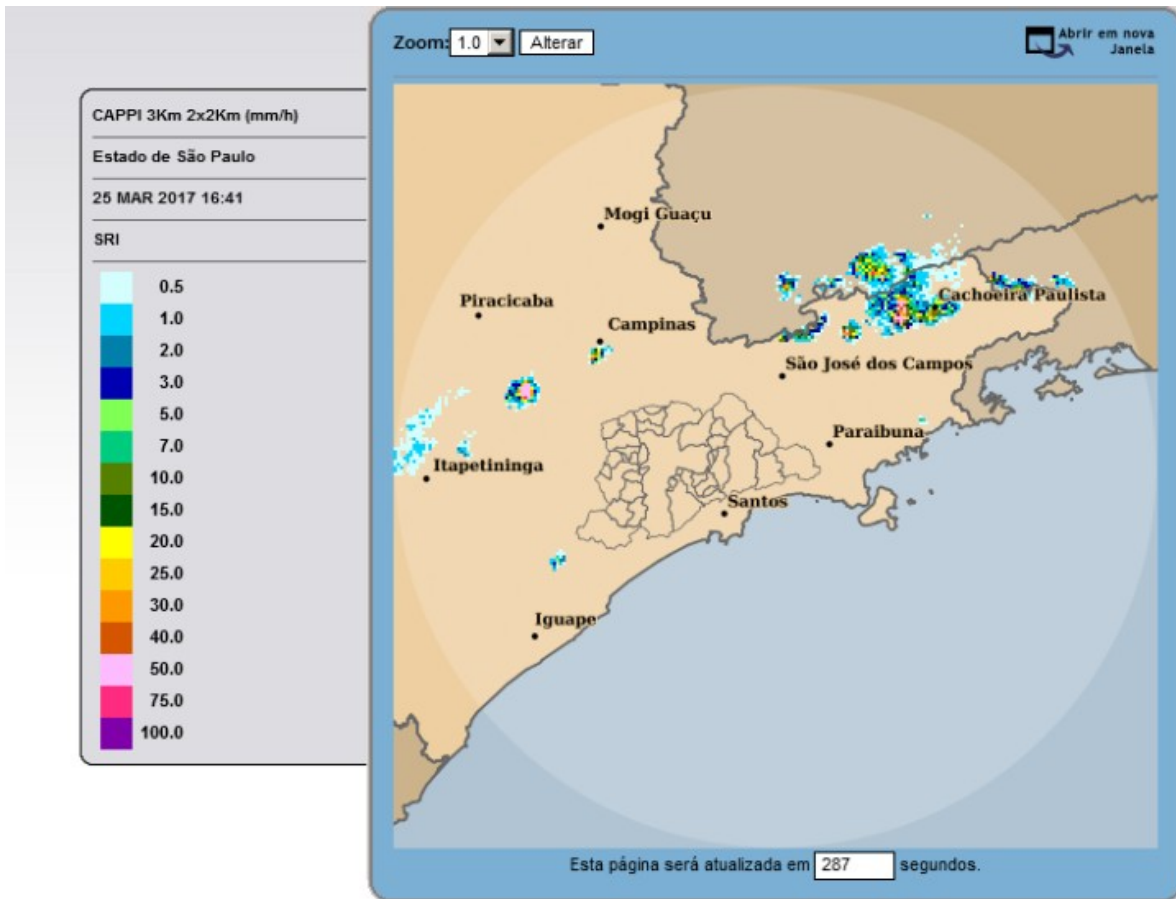 Zoom: 1.0 Alterar
Abrir em nova
Janela
CAPPI 3Km 2x2Km (mm/h)
Estado de São Paulo
25 MAR 2017 16:41
SRI
0.5
1.0
2.0
3.0
5.0
7.0
10.0
15.0
20.0
25.0
30.0
40.0
50.0
75.0
100.0
Mogi Guaçu
Piracicaba
Cachoeira Paulista
Campinas
São José dos Campos
Paraibuna
Itapetininga
Santos
Iguape
Esta página será atualizada em 287 segundos.